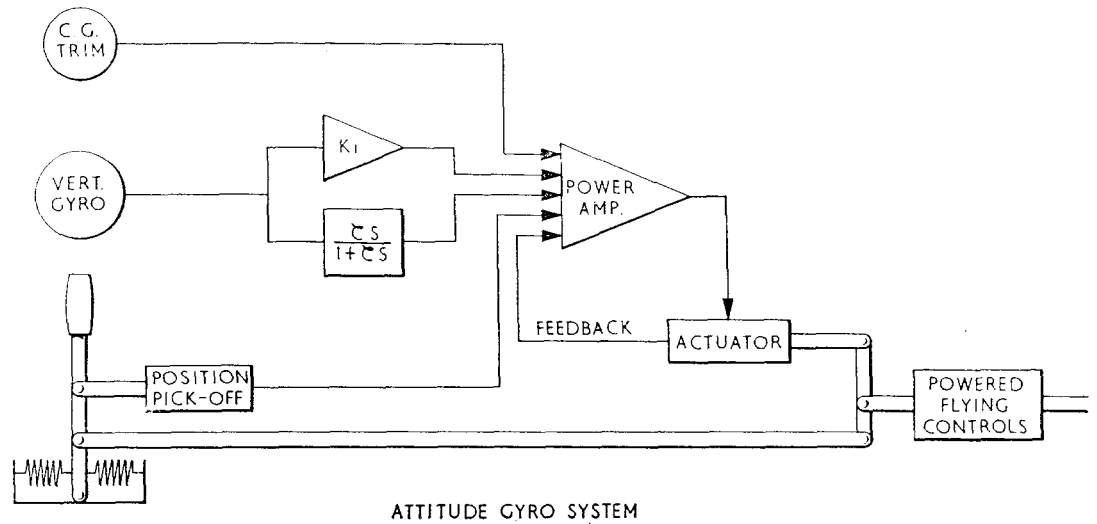 C.G.
TRIM
VERT.
GYRO
K1
τS
1+τS
POWER
AMP.
FEEDBACK
ACTUATOR
POSITION
PICK-OFF
POWERED
FLYING
CONTROLS
ATTITUDE GYRO SYSTEM